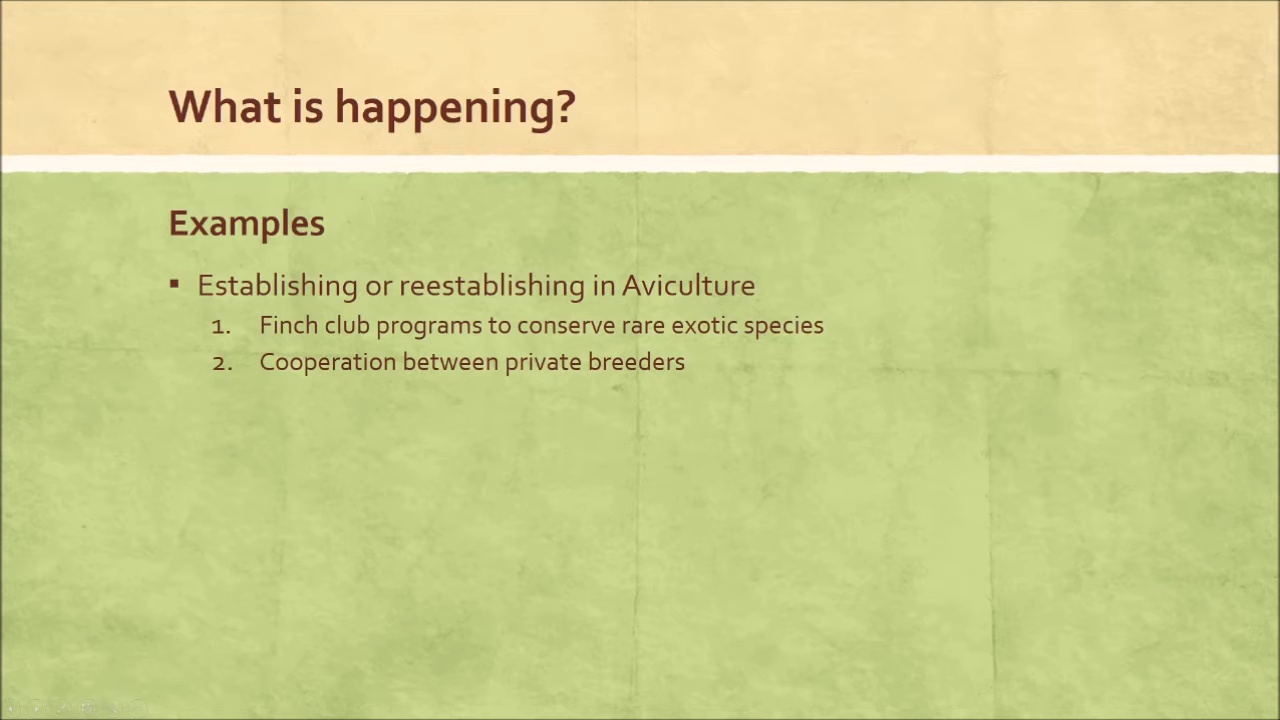 What is happening?
Examples
▪ Establishing or reestablishing in Aviculture
1. Finch club programs to conserve rare exotic species
2. Cooperation between private breeders